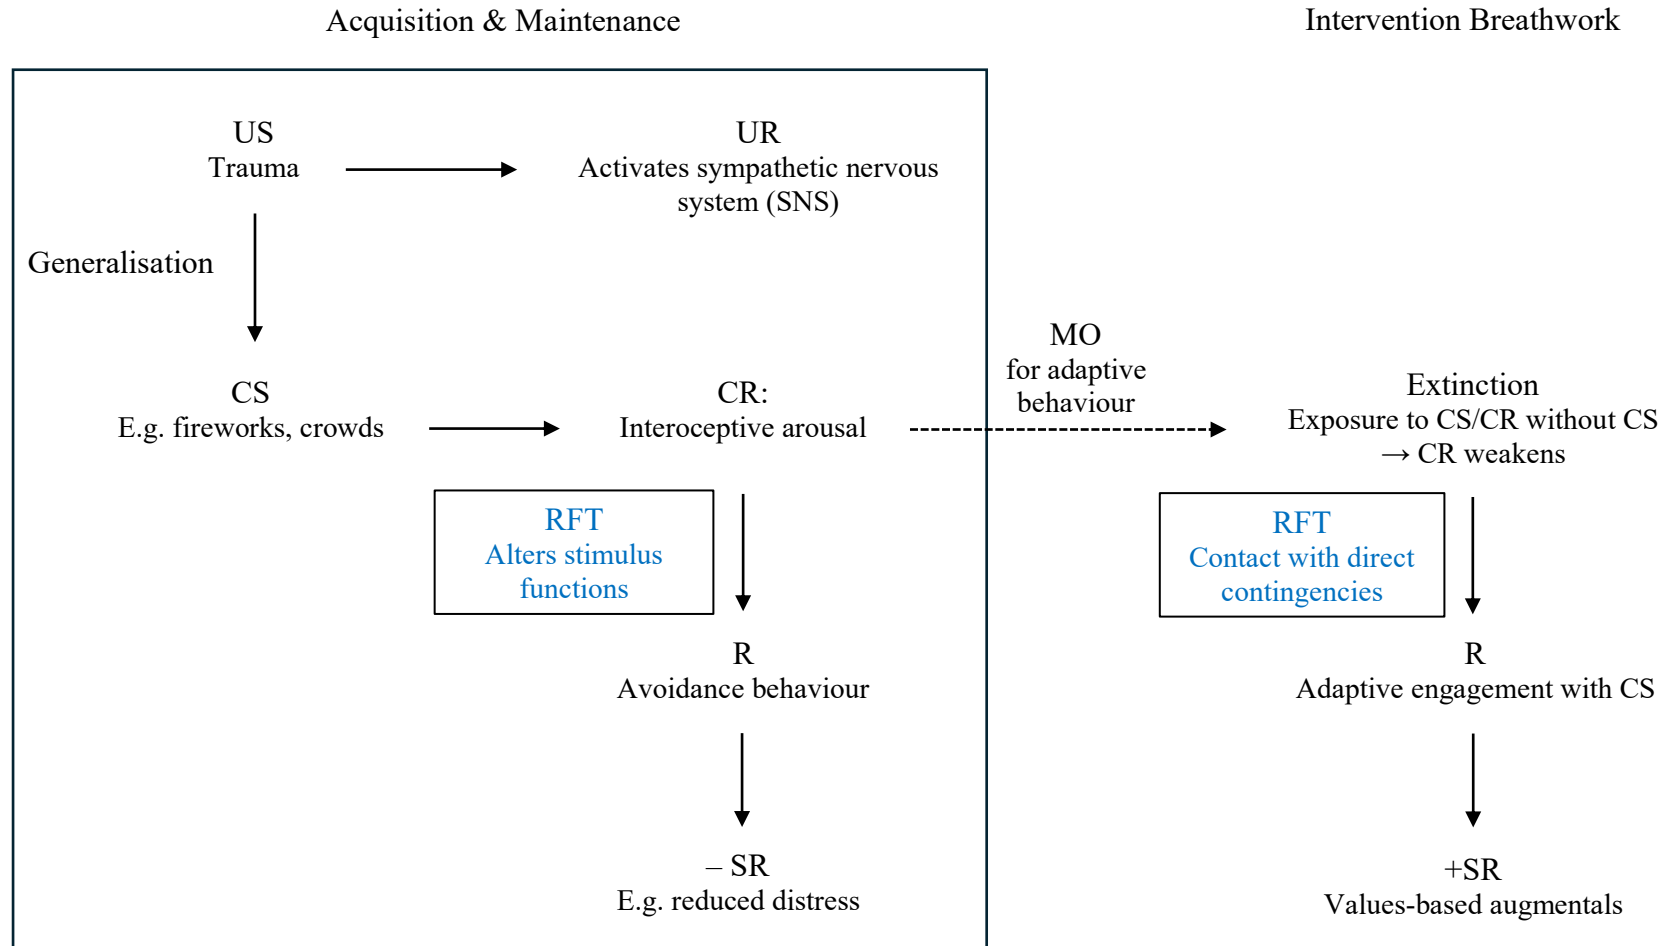 Acquisition & Maintenance
Intervention Breathwork
US
Trauma
UR
Activates sympathetic nervous
system (SNS)
Generalisation
CS
E.g. fireworks, crowds
CR:
Interoceptive arousal
MO
for adaptive
behaviour
Extinction
Exposure to CS/CR without CS
→ CR weakens
RFT
Alters stimulus
functions
RFT
Contact with direct
contingencies
R
Avoidance behaviour
R
Adaptive engagement with CS
– SR
E.g. reduced distress
+SR
Values-based augmentals